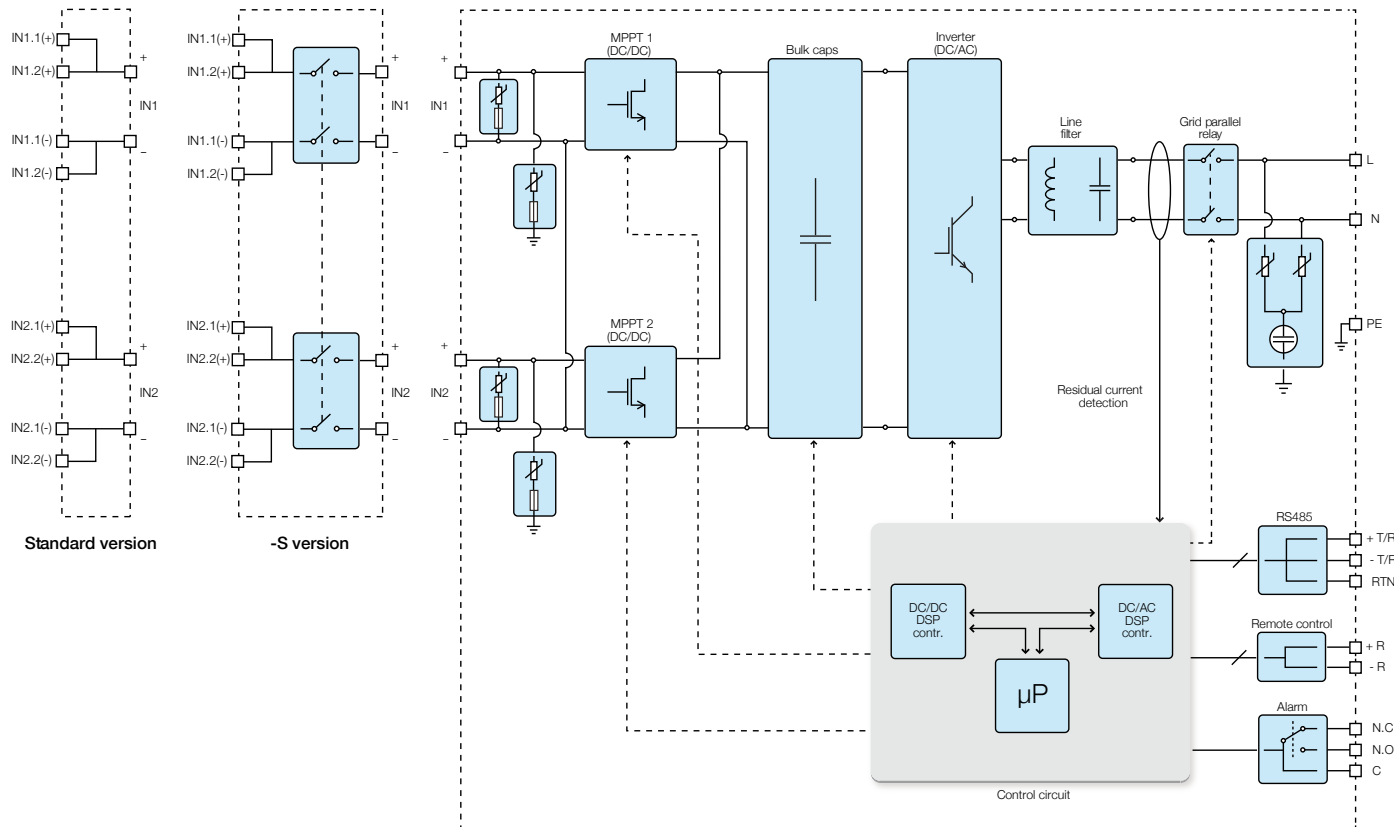 IN1.1(+)
IN1.2(+)
+
IN1
IN1.1(-)
−
IN1.2(-)
IN2.1(+)
+
IN2.2(+)
IN2
IN2.1(-)
−
IN2.2(-)
Standard version
IN1.1(+)
IN1.2(+)
+
IN1
IN1.1(-)
−
IN1.2(-)
IN2.1(+)
+
IN2.2(+)
IN2
IN2.1(-)
−
IN2.2(-)
-S version
+
IN1
−
+
IN2
−
MPPT 1
(DC/DC)
MPPT 2
(DC/DC)
Bulk caps
Inverter
(DC/AC)
Line
filter
Grid parallel
relay
L
N
PE
Residual current
detection
RS485
+ T/R
- T/R
RTN
Remote control
+ R
- R
Alarm
N.C
N.O
C
DC/DC
DSP
contr.
DC/AC
DSP
contr.
µP
Control circuit